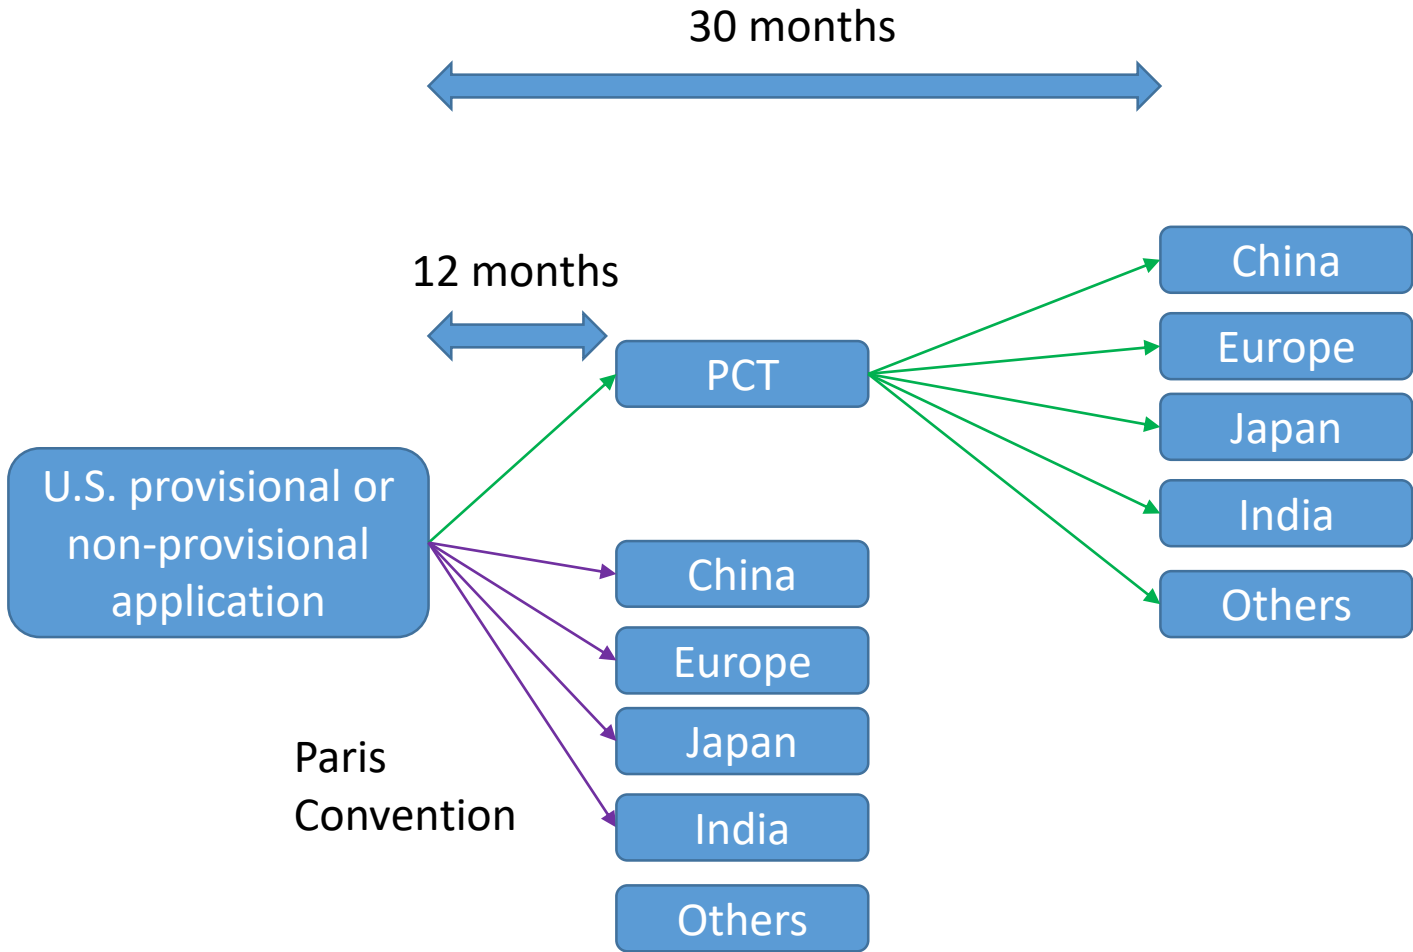 30 months
12 months
PCT
China
Europe
Japan
India
Others
U.S. provisional or
non-provisional
application
Paris
Convention
China
Europe
Japan
India
Others